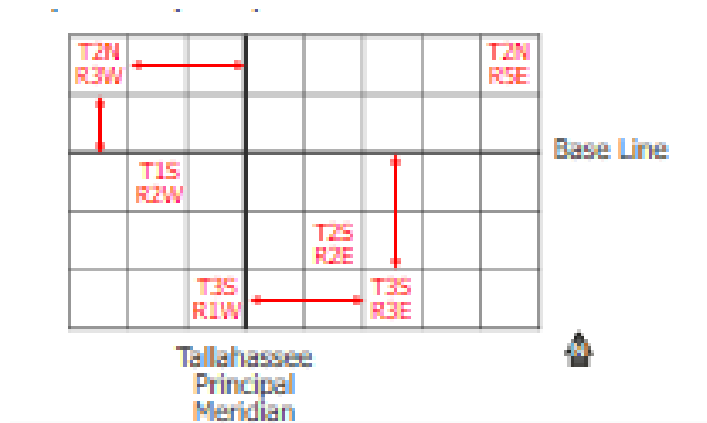 T2N
R3W
T2N
R5E
Base Line
T1S
R2W
T2S
R2E
T3S
R1W
T3S
R3E
Tallahassee
Principal
Meridian